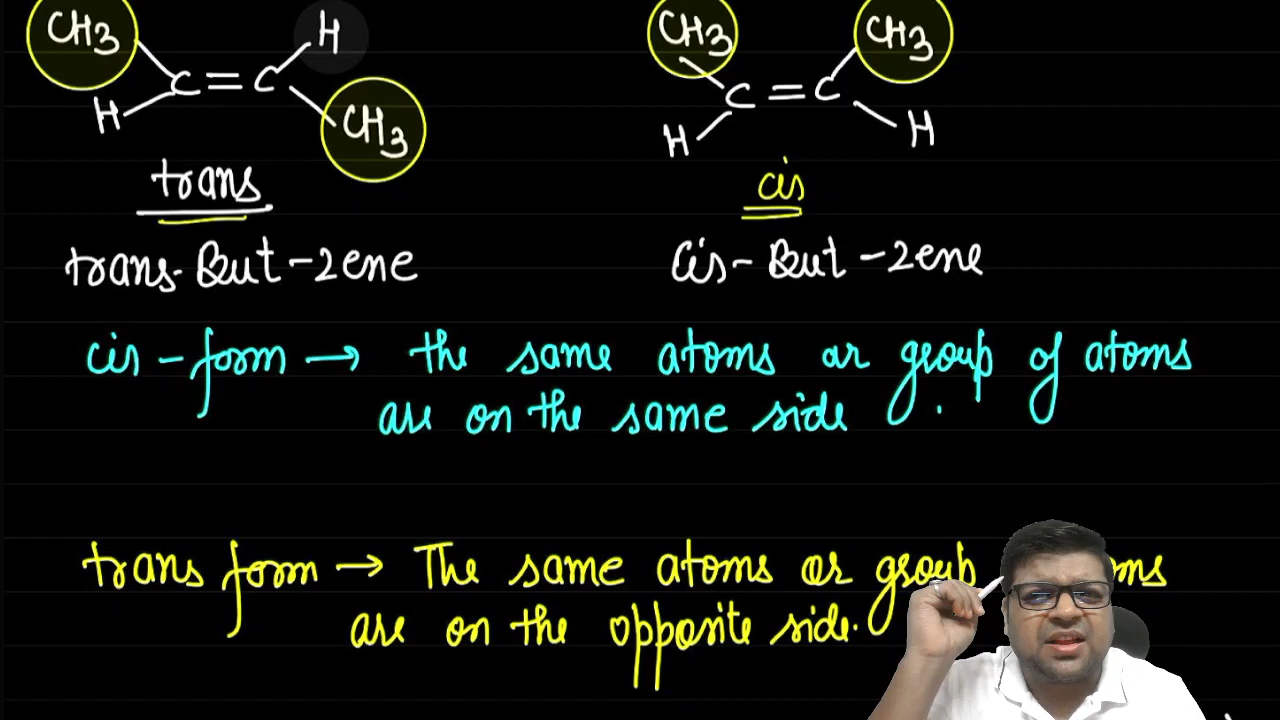 CH3 H CH3 CH3
C=C C=C
H CH3 H H
trans cis
trans-But-2ene cis-But-2ene
cis-form → the same atoms or group of atoms
are on the same side.
trans form → The same atoms or group
are on the opposite side.